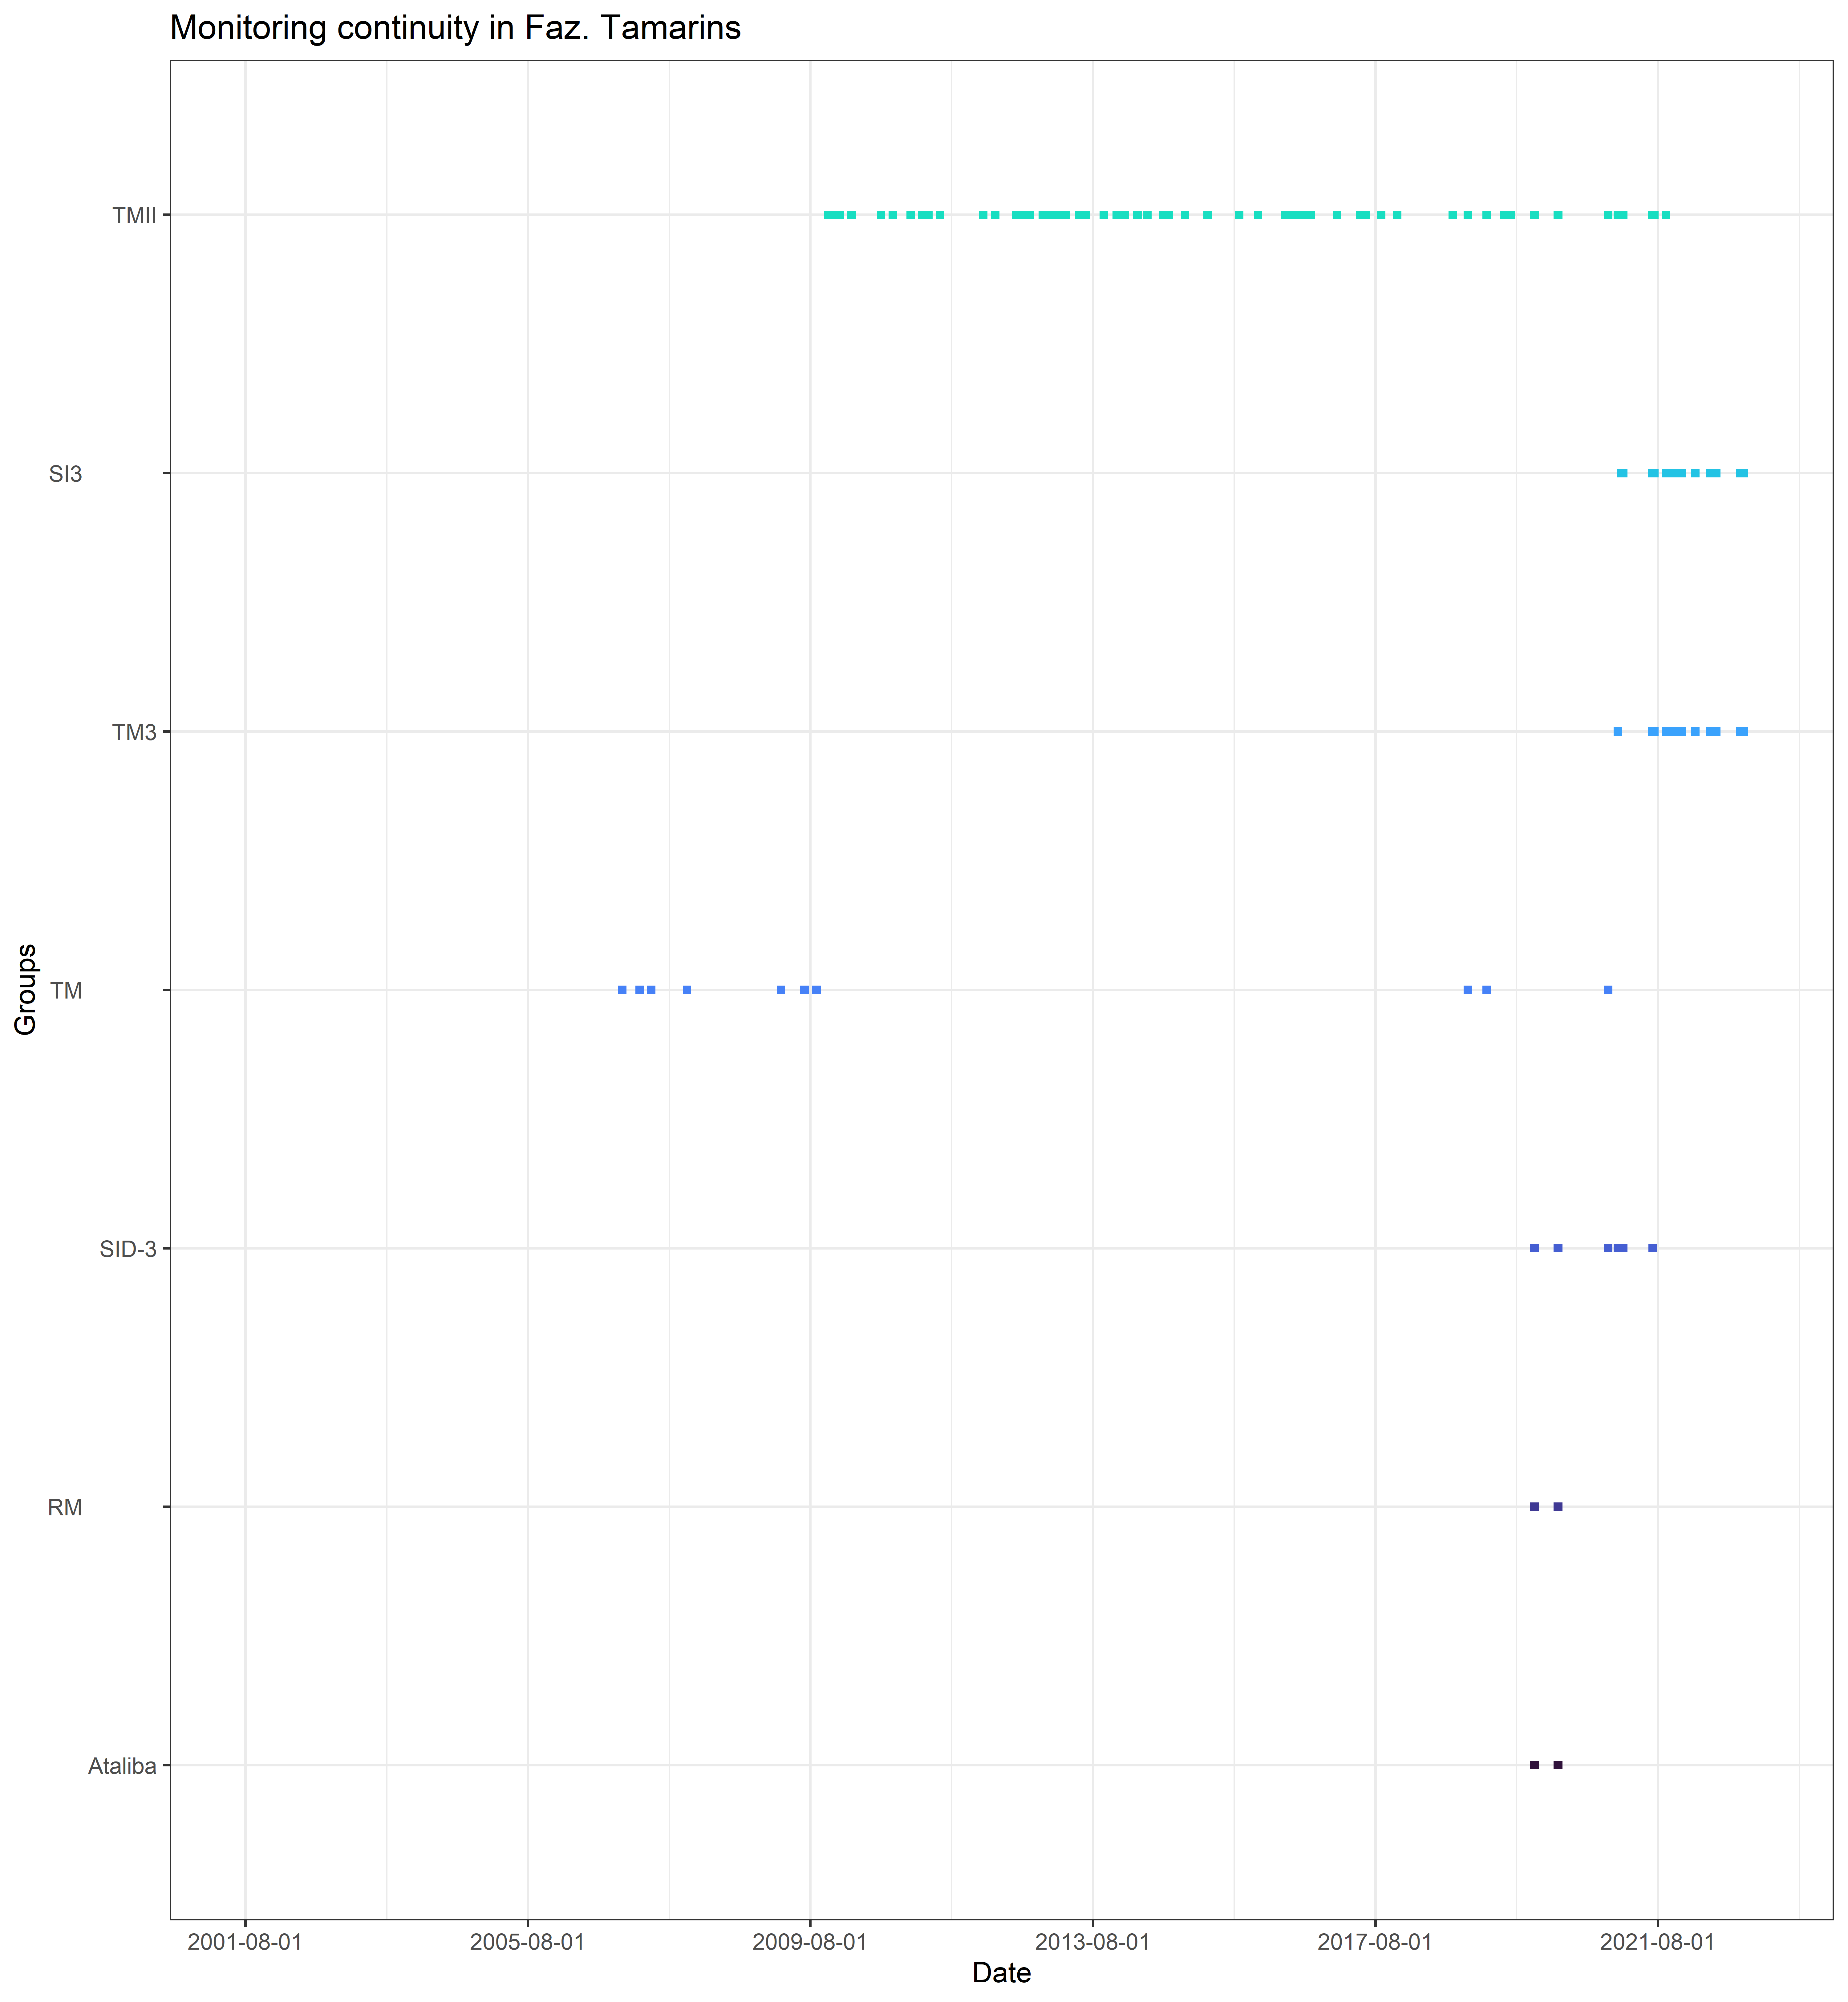 Monitoring continuity in Faz. Tamarins
TMII
SI3
TM3
Groups
TM
SID-3
RM
Ataliba
2001-08-01 2005-08-01 2009-08-01 2013-08-01 2017-08-01 2021-08-01
Date